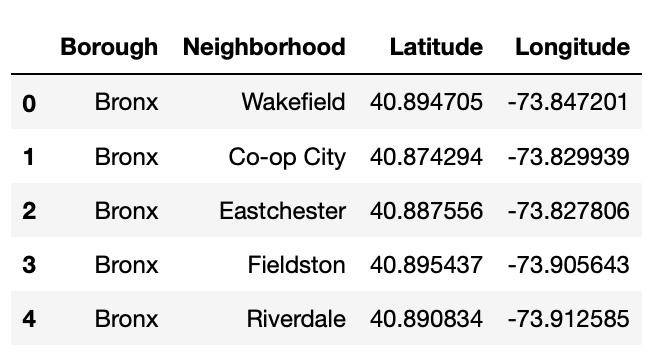 Borough Neighborhood Latitude Longitude
0 Bronx Wakefield 40.894705 -73.847201
1 Bronx Co-op City 40.874294 -73.829939
2 Bronx Eastchester 40.887556 -73.827806
3 Bronx Fieldston 40.895437 -73.905643
4 Bronx Riverdale 40.890834 -73.912585